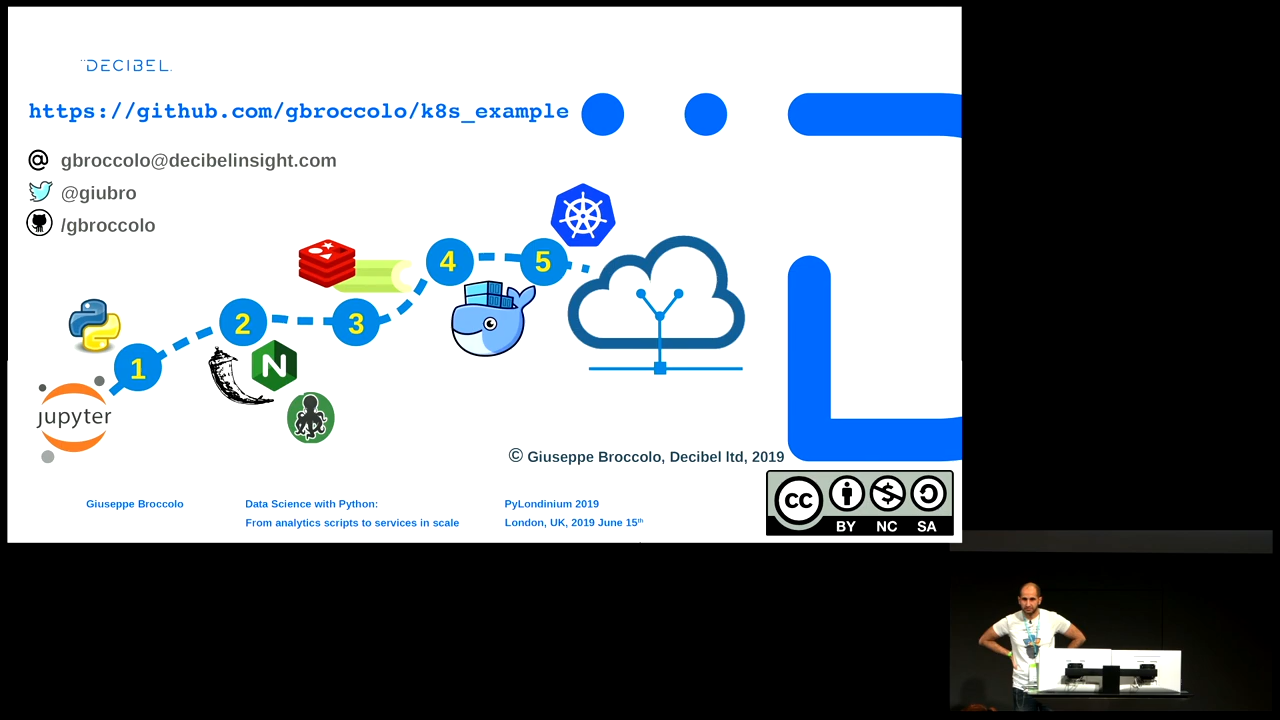 DECIBEL
https://github.com/gbroccolo/k8s_example
@ gbroccolo@decibelinsight.com
@giubro
/gbroccolo
4
5
2
3
1
N
jupyter
© Giuseppe Broccolo, Decibel ltd, 2019
Giuseppe Broccolo
Data Science with Python:
From analytics scripts to services in scale
PyLondinium 2019
London, UK, 2019 June 15th
cc
BY NC SA